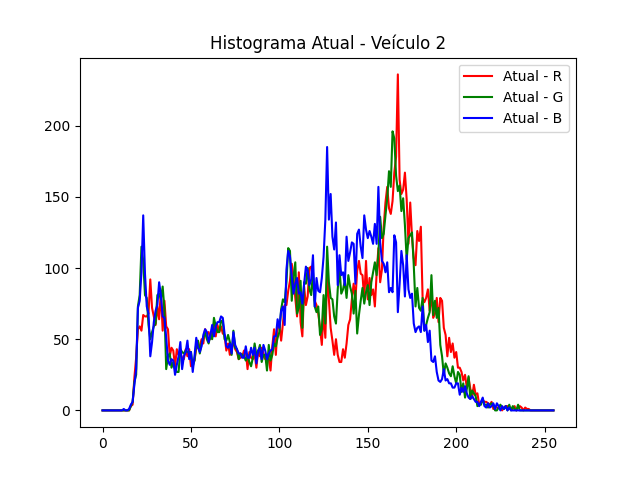 Histograma Atual - Veículo 2
Atual - R
Atual - G
Atual - B
200
150
100
50
0
0 50 100 150 200 250